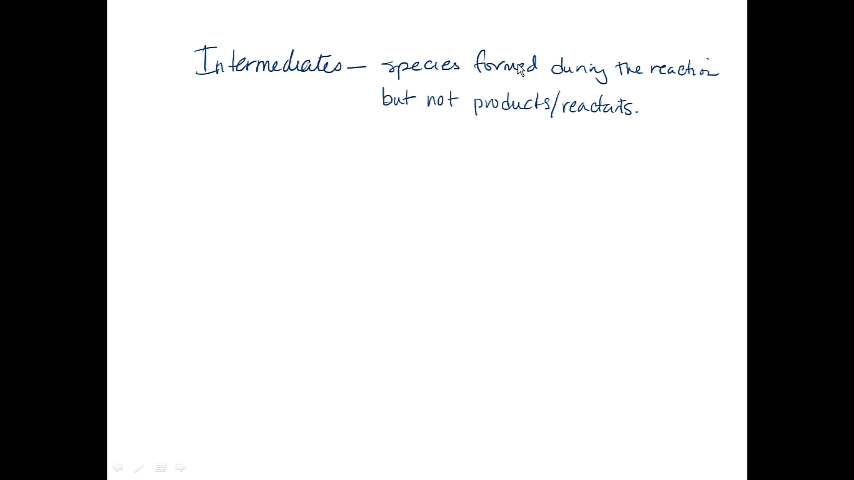 Intermediates – species formed during the reaction
but not products/reactants.